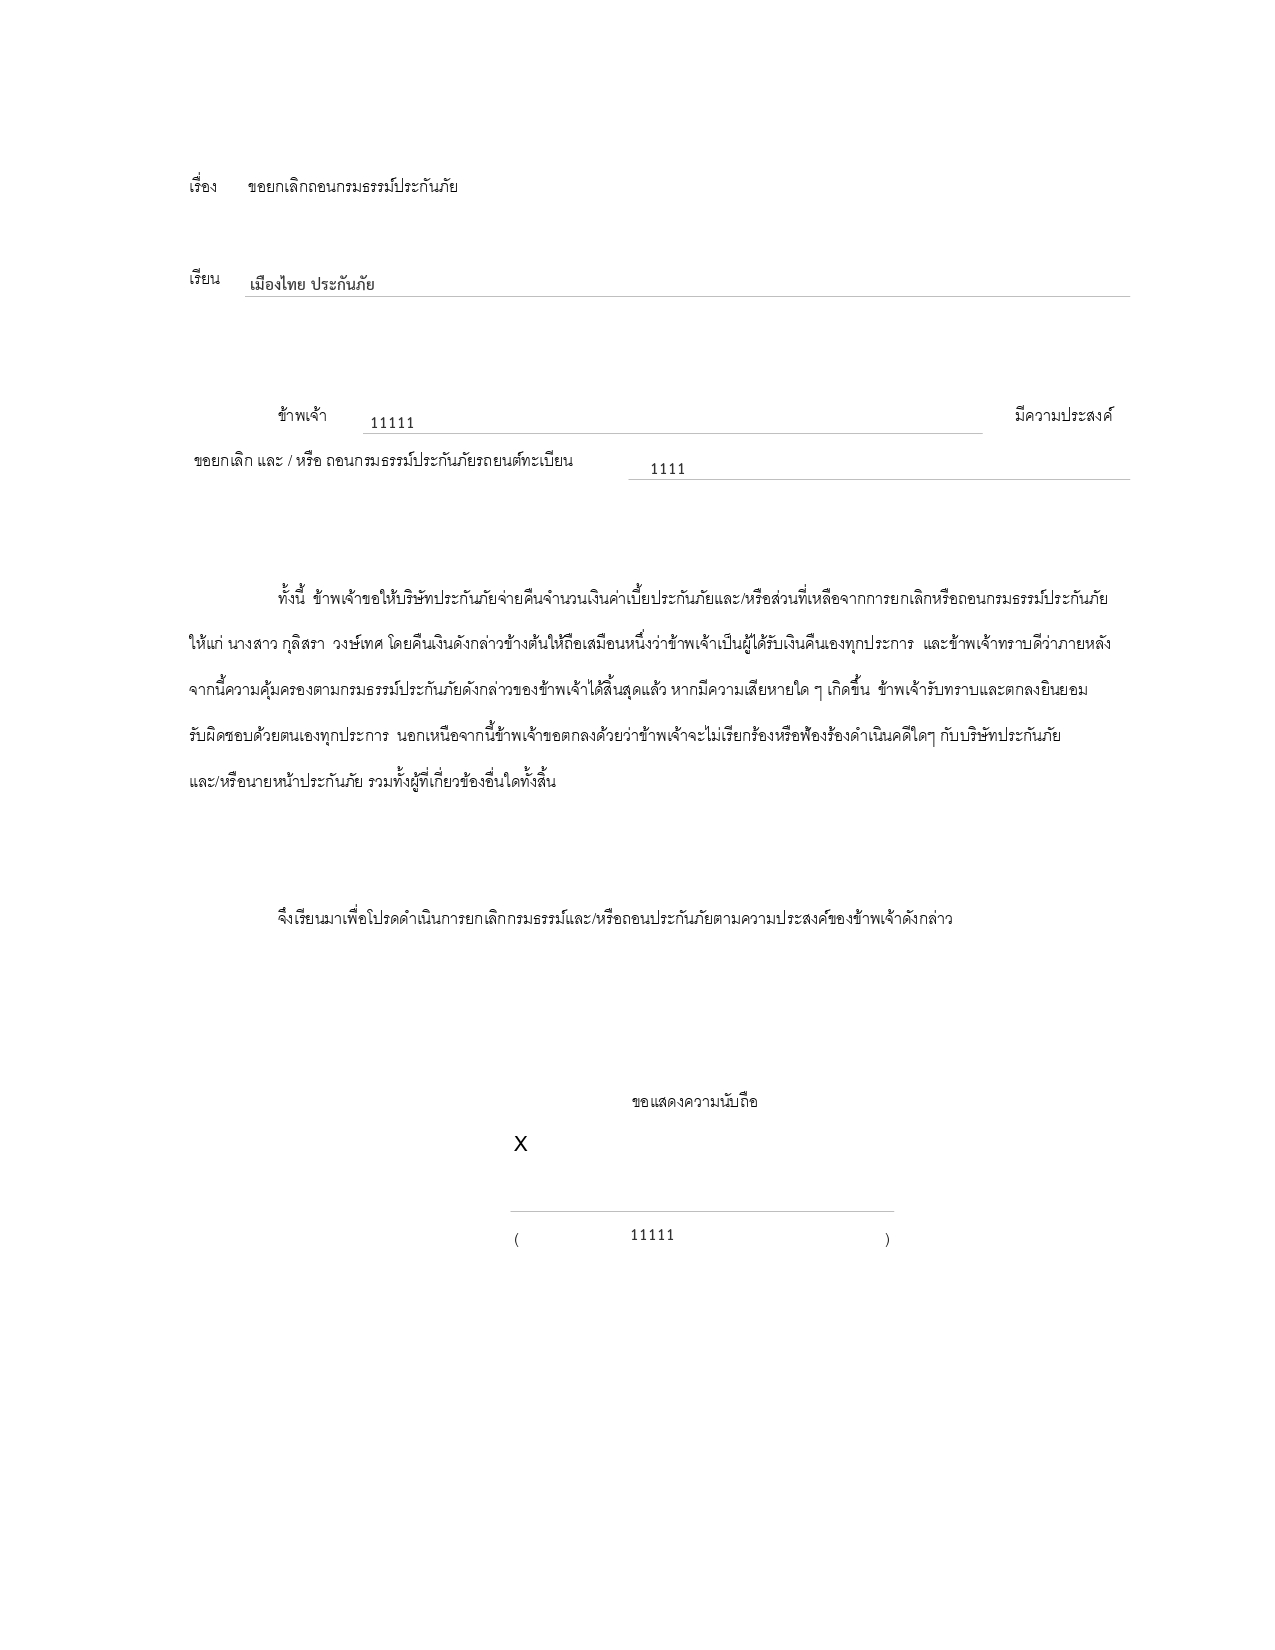 เรื่อง ขอยกเลิกถอนกรมธรรม์ประกันภัย
เรียน เมืองไทย ประกันภัย
ข้าพเจ้า 11111 มีความประสงค์
ขอยกเลิก และ / หรือ ถอนกรมธรรม์ประกันภัยรถยนต์ทะเบียน 1111
ทั้งนี้ ข้าพเจ้าขอให้บริษัทประกันภัยจ่ายคืนจำนวนเงินค่าเบี้ยประกันภัยและ/หรือส่วนที่เหลือจากการยกเลิกหรือถอนกรมธรรม์ประกันภัย
ให้แก่ นางสาว กุลิสรา วงษ์เทศ โดยคืนเงินดังกล่าวข้างต้นให้ถือเสมือนหนึ่งว่าข้าพเจ้าเป็นผู้ได้รับเงินคืนเองทุกประการ และข้าพเจ้าทราบดีว่าภายหลัง
จากนี้ความคุ้มครองตามกรมธรรม์ประกันภัยดังกล่าวของข้าพเจ้าได้สิ้นสุดแล้ว หากมีความเสียหายใด ๆ เกิดขึ้น ข้าพเจ้ารับทราบและตกลงยินยอม
รับผิดชอบด้วยตนเองทุกประการ นอกเหนือจากนี้ข้าพเจ้าขอตกลงด้วยว่าข้าพเจ้าจะไม่เรียกร้องหรือฟ้องร้องดำเนินคดีใดๆ กับบริษัทประกันภัย
และ/หรือนายหน้าประกันภัย รวมทั้งผู้ที่เกี่ยวข้องอื่นใดทั้งสิ้น
จึงเรียนมาเพื่อโปรดดำเนินการยกเลิกกรมธรรม์และ/หรือถอนประกันภัยตามความประสงค์ของข้าพเจ้าดังกล่าว
ขอแสดงความนับถือ
X
( 11111 )